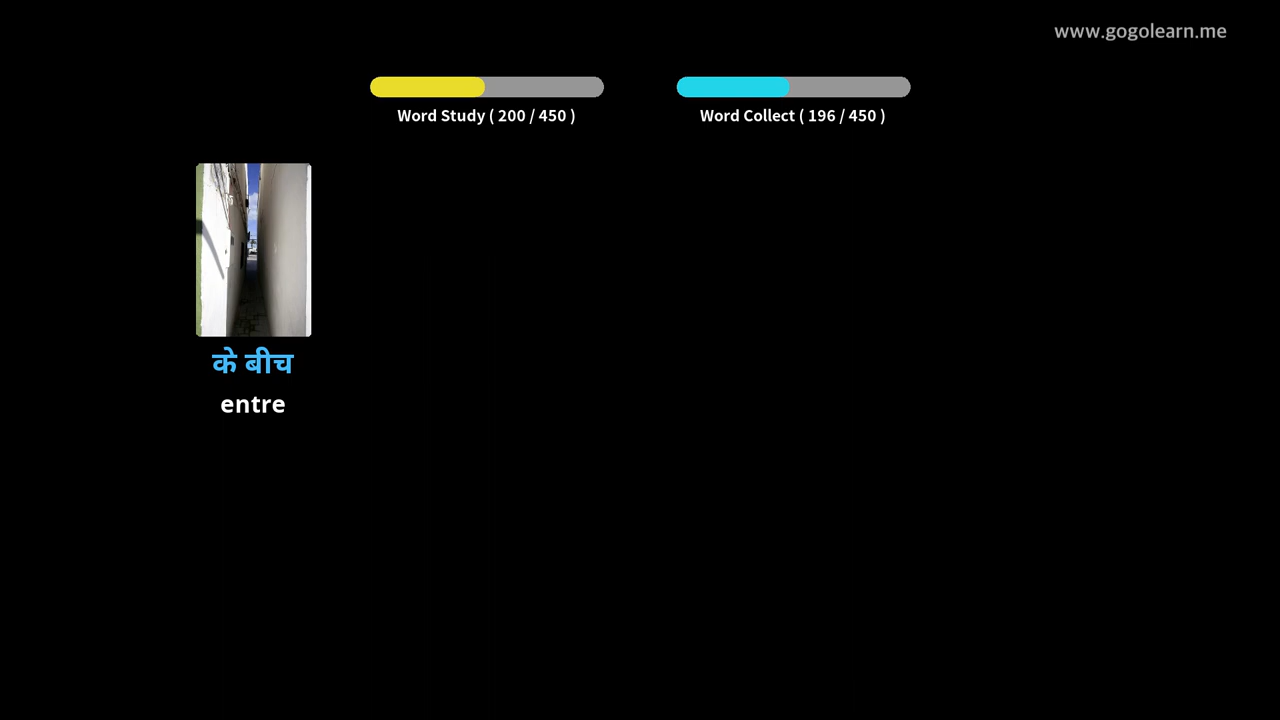 www.gogolearn.me
Word Study ( 200 / 450 )
Word Collect ( 196 / 450 )
के बीच
entre